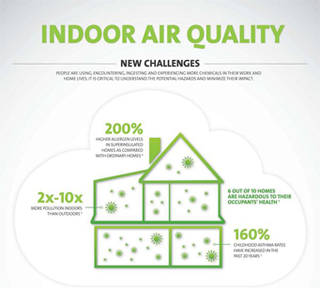 INDOOR AIR QUALITY
NEW CHALLENGES
PEOPLE ARE USING, ENCOUNTERING, INGESTING AND EXPERIENCING MORE CHEMICALS IN THEIR WORK AND
HOME LIVES. IT IS CRITICAL TO UNDERSTAND THE POTENTIAL HAZARDS AND MINIMIZE THEIR IMPACT.
200%
HIGHER ALLERGEN LEVELS
IN SUPERINSULATED
HOMES AS COMPARED
WITH ORDINARY HOMES
2x-10x
MORE POLLUTION INDOORS
THAN OUTDOORS
6 OUT OF 10 HOMES
ARE HAZARDOUS TO THEIR
OCCUPANTS' HEALTH
160%
CHILDHOOD ASTHMA RATES
HAVE INCREASED IN THE
PAST 20 YEARS